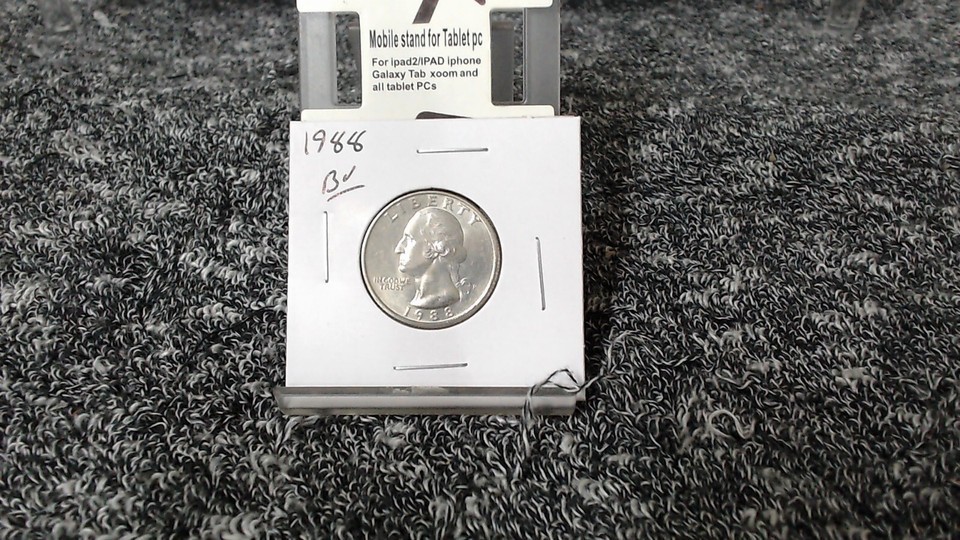 Mobile stand for Tablet pc
For ipad2/IPAD iphone
Galaxy Tab xoom and
all tablet PCs
1988
BU
LIBERTY
IN GOD WE
TRUST
1988